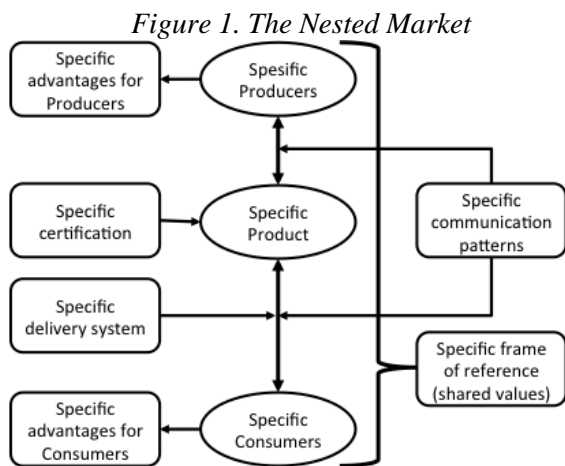 Figure 1. The Nested Market
Specific
advantages for
Producers
Spesific
Producers
Specific
certification
Specific
Product
Specific
communication
patterns
Specific
delivery system
Specific frame
of reference
(shared values)
Specific
advantages for
Consumers
Specific
Consumers